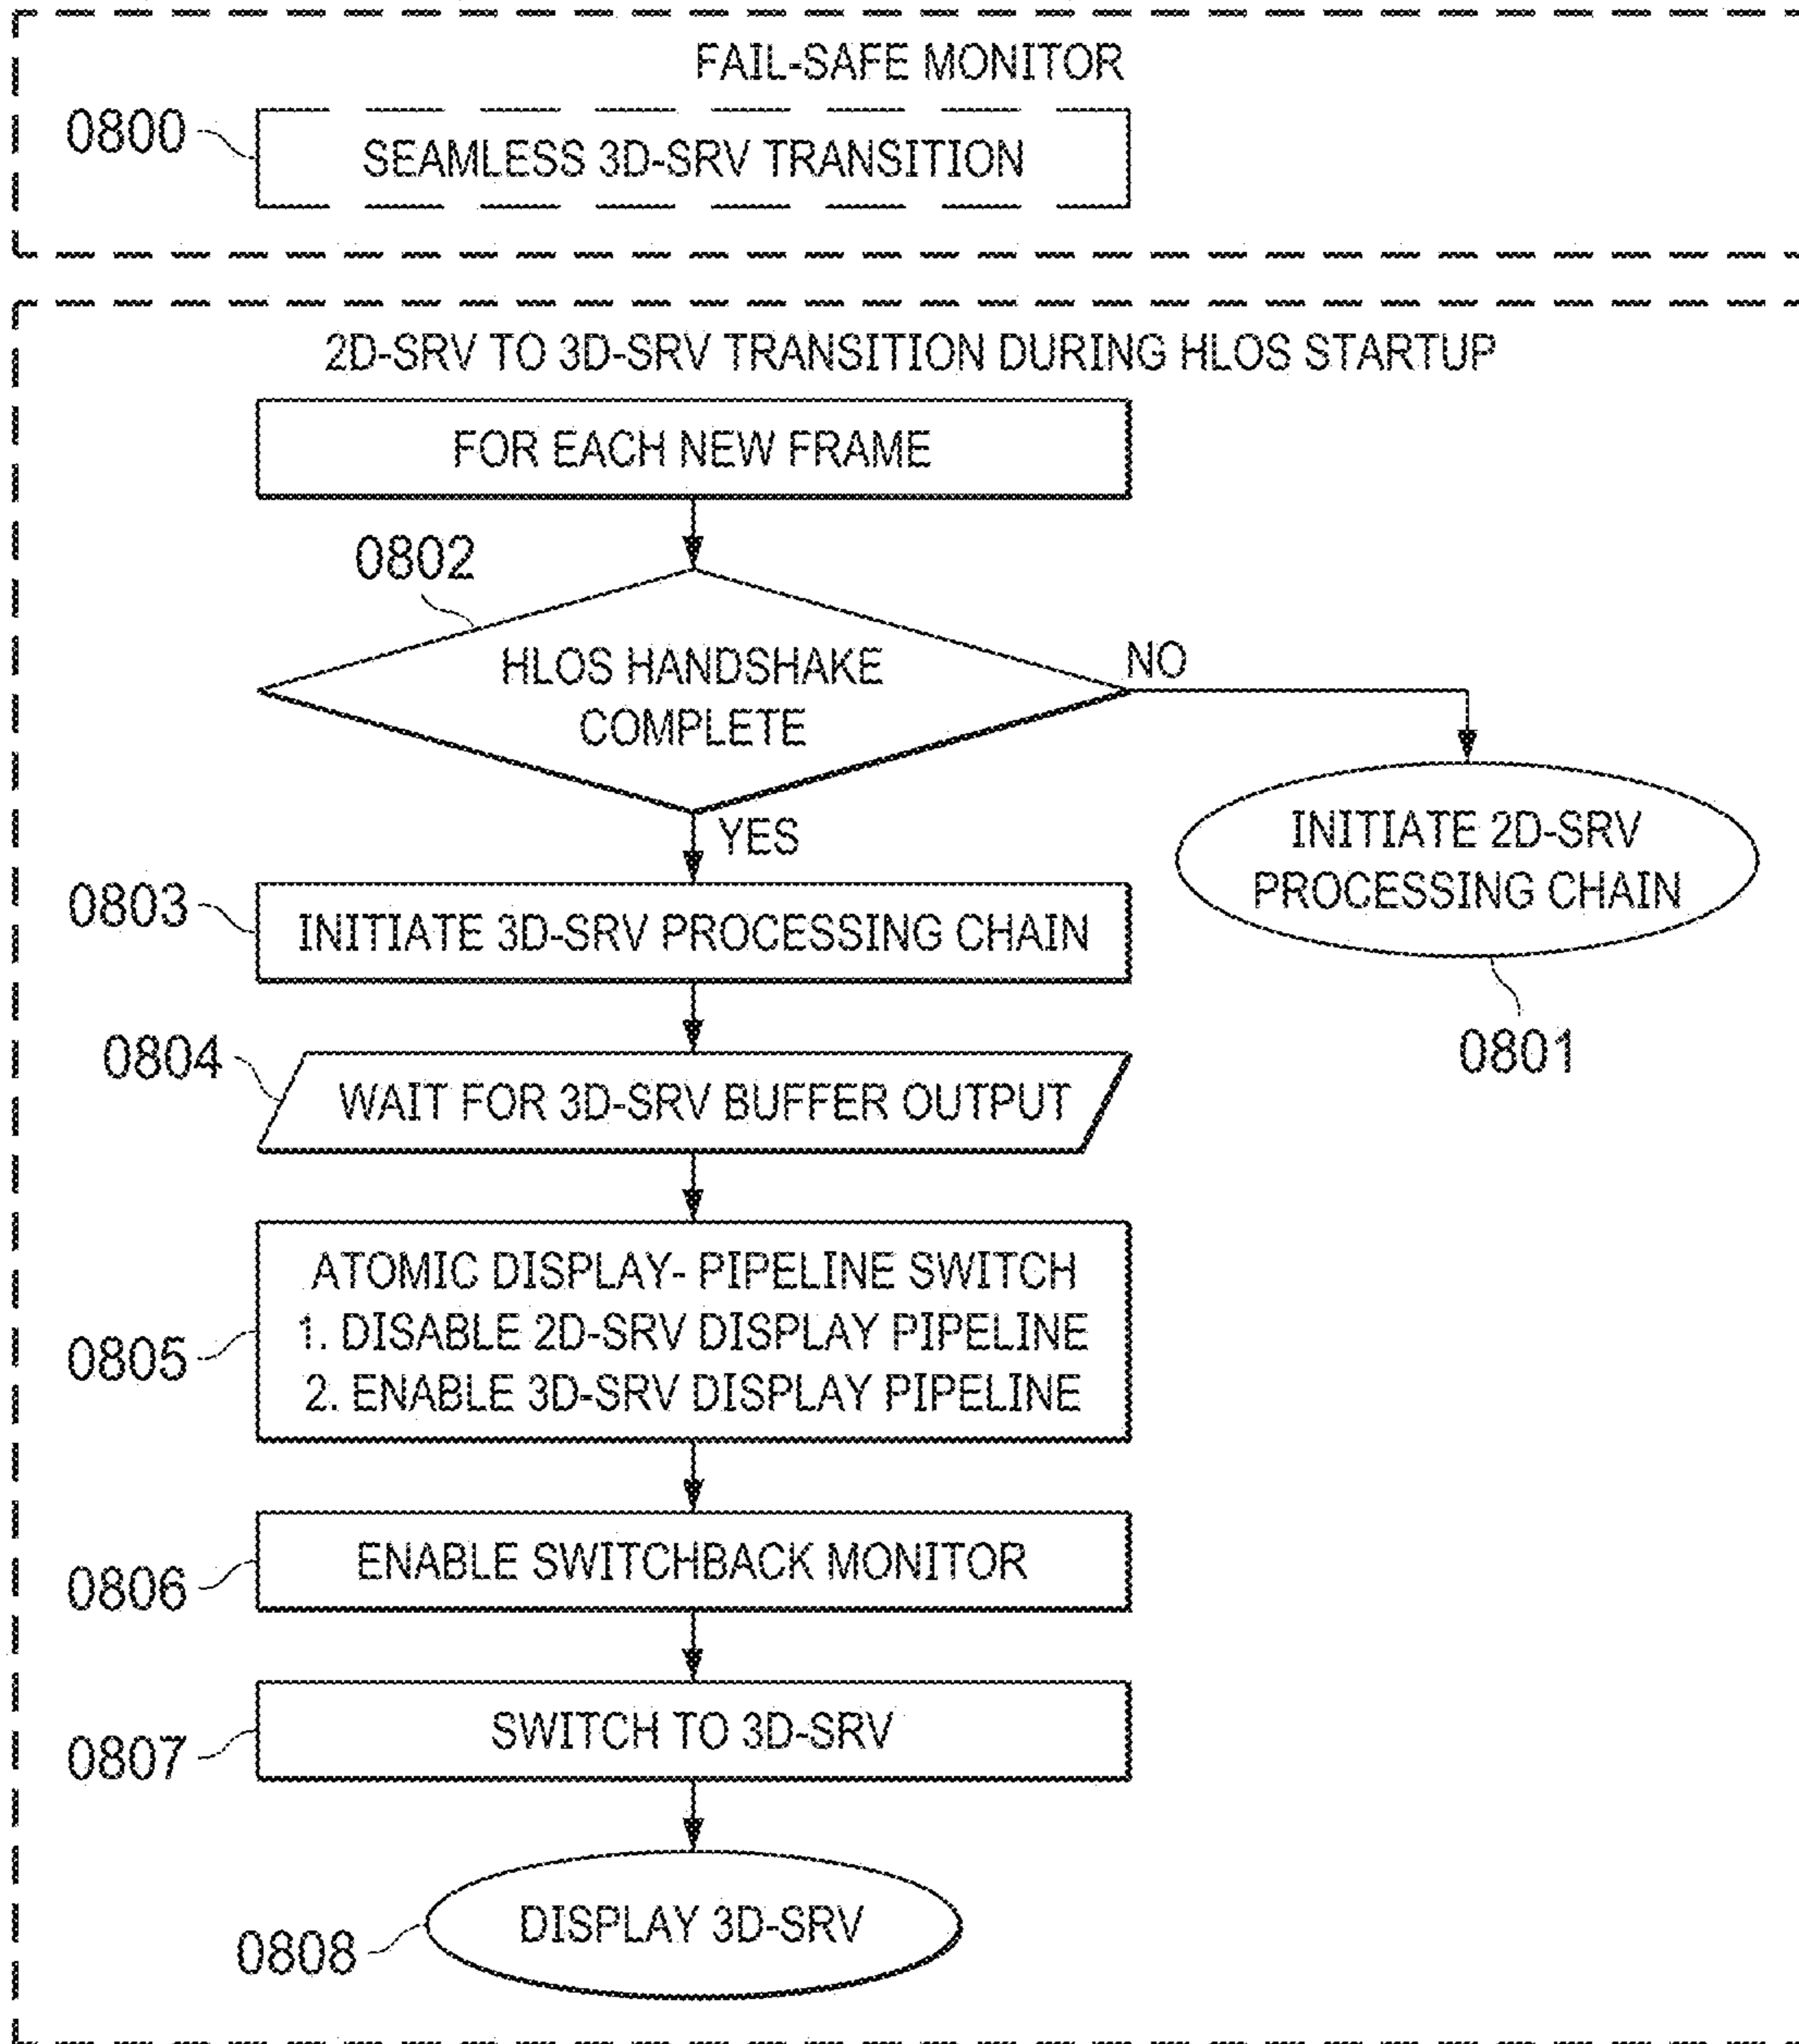 FAIL-SAFE MONITOR
0800
SEAMLESS 3D-SRV TRANSITION
2D-SRV TO 3D-SRV TRANSITION DURING HLOS STARTUP
FOR EACH NEW FRAME
0802
HLOS HANDSHAKE
COMPLETE
NO
YES
INITIATE 2D-SRV
PROCESSING CHAIN
0801
0803
INITIATE 3D-SRV PROCESSING CHAIN
0804
WAIT FOR 3D-SRV BUFFER OUTPUT
0805
ATOMIC DISPLAY- PIPELINE SWITCH
1. DISABLE 2D-SRV DISPLAY PIPELINE
2. ENABLE 3D-SRV DISPLAY PIPELINE
0806
ENABLE SWITCHBACK MONITOR
0807
SWITCH TO 3D-SRV
0808
DISPLAY 3D-SRV